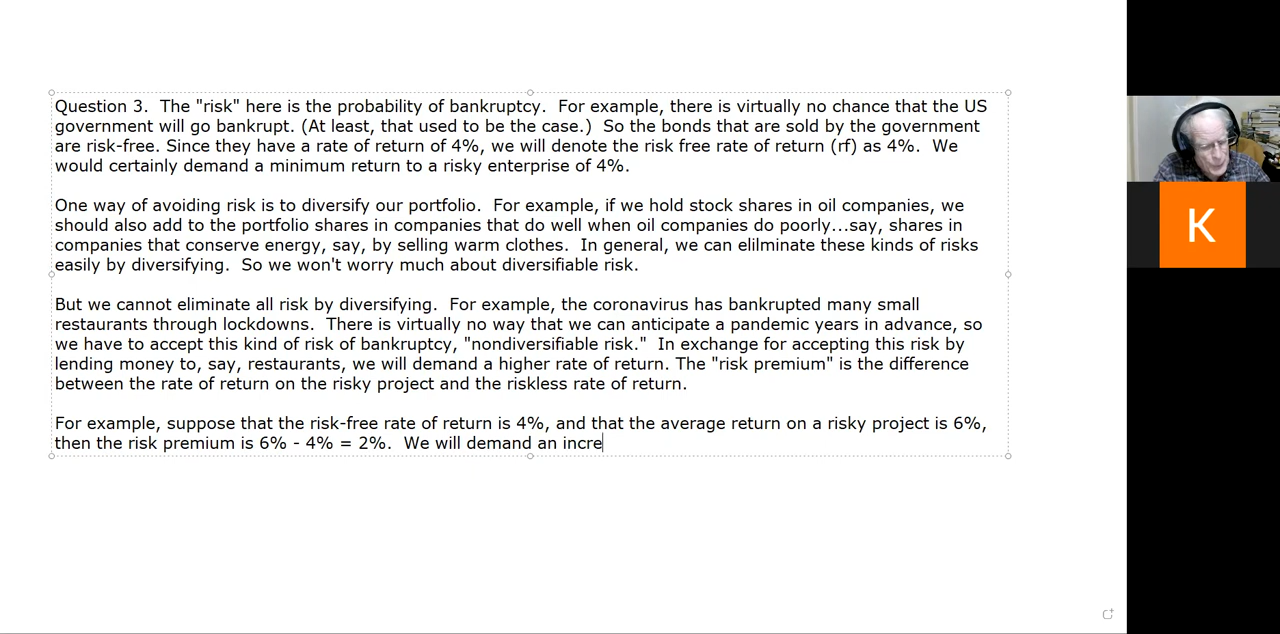 Question 3.  The "risk" here is the probability of bankruptcy.  For example, there is virtually no chance that the US
government will go bankrupt. (At least, that used to be the case.)  So the bonds that are sold by the government
are risk-free. Since they have a rate of return of 4%, we will denote the risk free rate of return (rf) as 4%.  We
would certainly demand a minimum return to a risky enterprise of 4%.
One way of avoiding risk is to diversify our portfolio.  For example, if we hold stock shares in oil companies, we
should also add to the portfolio shares in companies that do well when oil companies do poorly...say, shares in
companies that conserve energy, say, by selling warm clothes.  In general, we can elilminate these kinds of risks
easily by diversifying.  So we won't worry much about diversifiable risk.
But we cannot eliminate all risk by diversifying.  For example, the coronavirus has bankrupted many small
restaurants through lockdowns.  There is virtually no way that we can anticipate a pandemic years in advance, so
we have to accept this kind of risk of bankruptcy, "nondiversifiable risk."  In exchange for accepting this risk by
lending money to, say, restaurants, we will demand a higher rate of return. The "risk premium" is the difference
between the rate of return on the risky project and the riskless rate of return.
For example, suppose that the risk-free rate of return is 4%, and that the average return on a risky project is 6%,
then the risk premium is 6% - 4% = 2%.  We will demand an incre
K